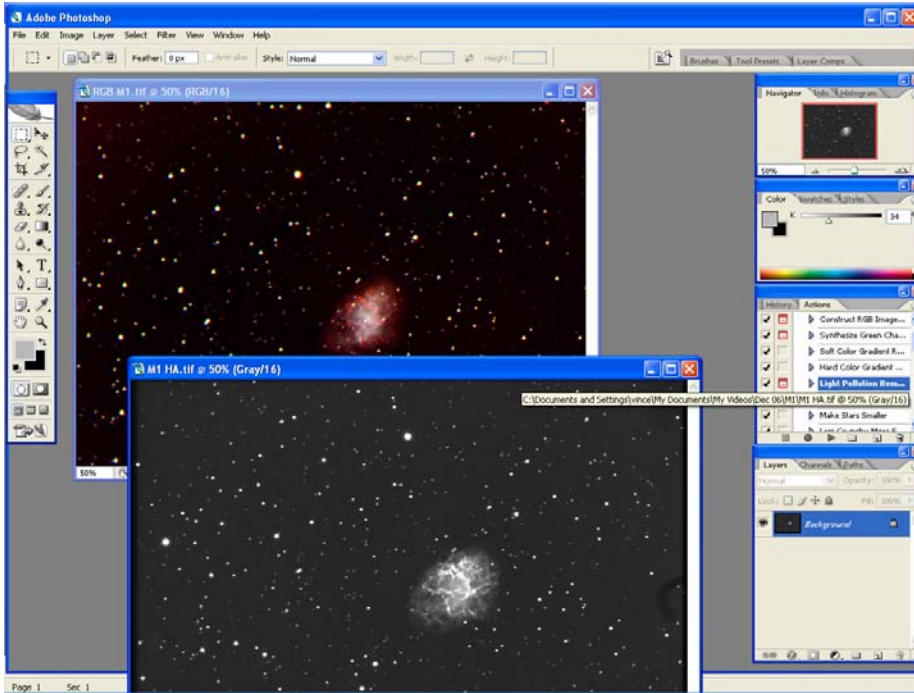 Adobe Photoshop
File Edit Image Layer Select Filter View Window Help
Feather: 0 px Anti-alias Style: Normal Width: Height:
Brushes Tool Presets Layer Comps
RGB M1.tif @ 50% (RGB/16)
Navigator Info Histogram
50%
Color Swatches Styles
K 34
History Actions
Construct RGB Image...
Synthesize Green Cha...
Soft Color Gradient R...
Hard Color Gradient ...
Light Pollution Rem...
M1 HA.tif @ 50% (Gray/16)
C:\Documents and Settings\vince\My Documents\My Videos\Dec 06\M1\M1 HA.tif @ 50% (Gray/16)
Make Stars Smaller
50%
Layers Channels Paths
Normal Opacity: 100%
Lock: Fill: 100%
Background
Page 1 Sec 1